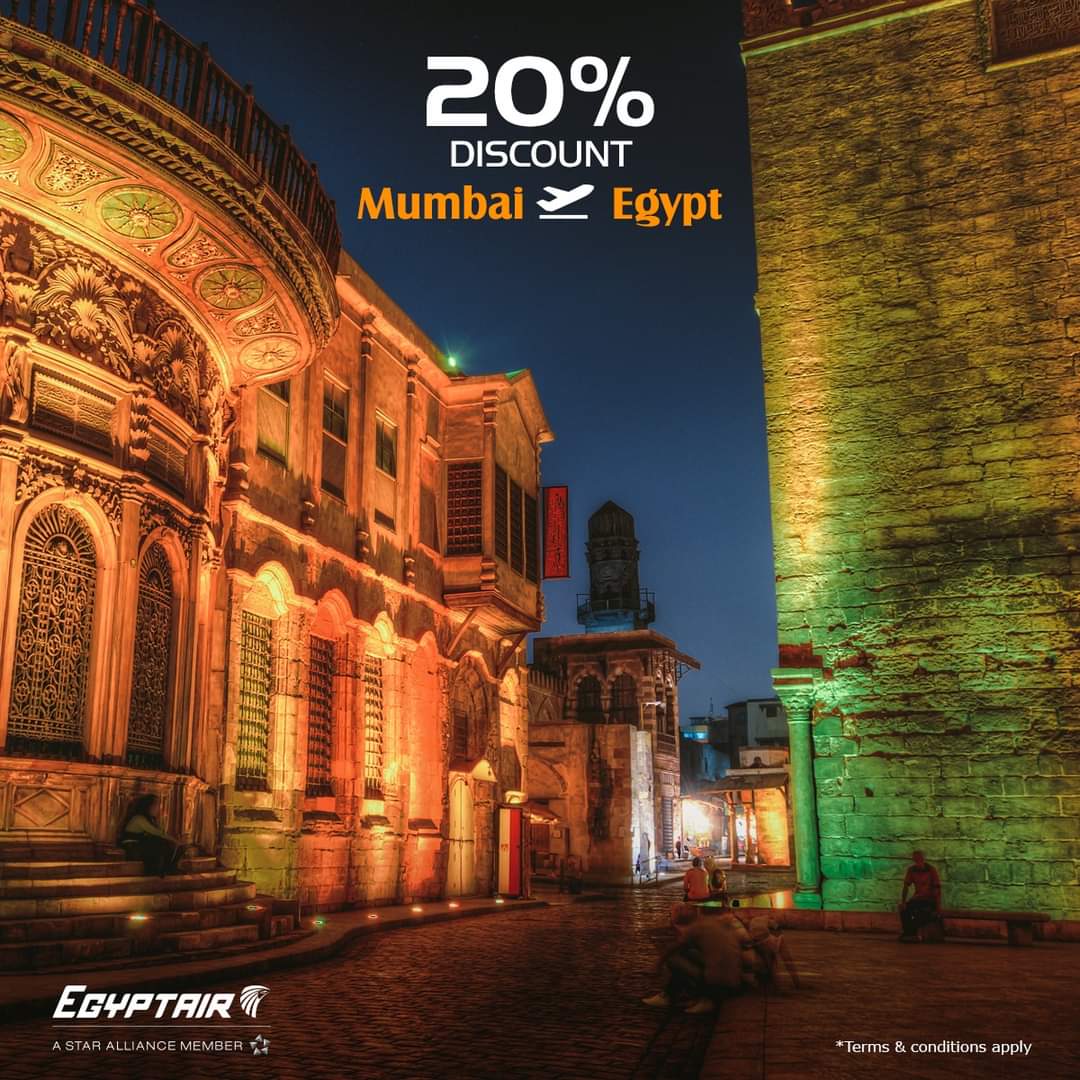 20%
DISCOUNT
Mumbai Egypt
EGYPTAIR
A STAR ALLIANCE MEMBER
*Terms & conditions apply